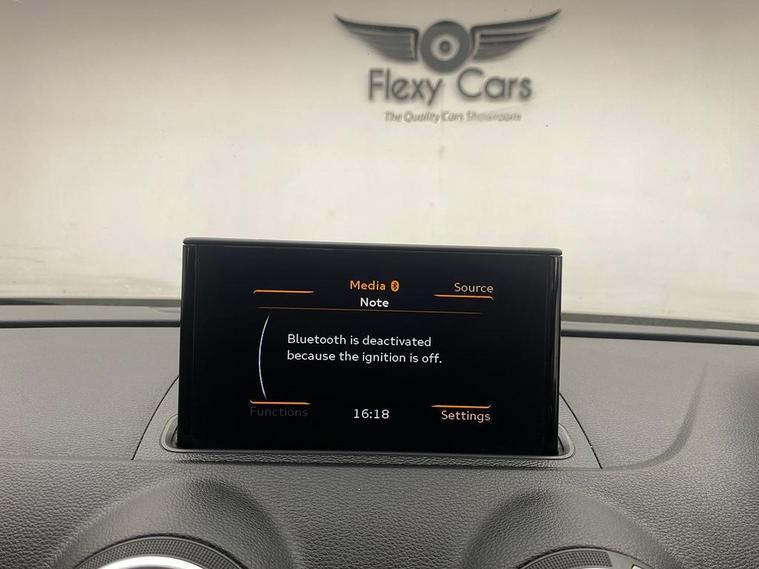 Flexy Cars
The Quality Cars Showroom
Media
Source
Note
Bluetooth is deactivated
because the ignition is off.
Functions
16:18
Settings